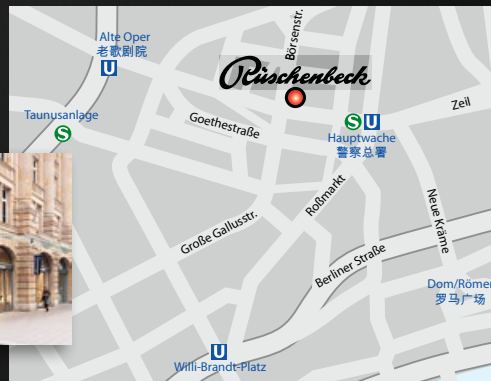 Börsenstr.
Alte Oper
老歌剧院
U
Rüschenbeck
Taunusanlage
S
Goethestraße
Zeil
S U
Hauptwache
警察总署
Roßmarkt
Neue Kräme
Große Gallusstr.
Berliner Straße
Dom/Römer
罗马广场
U
Willi-Brandt-Platz